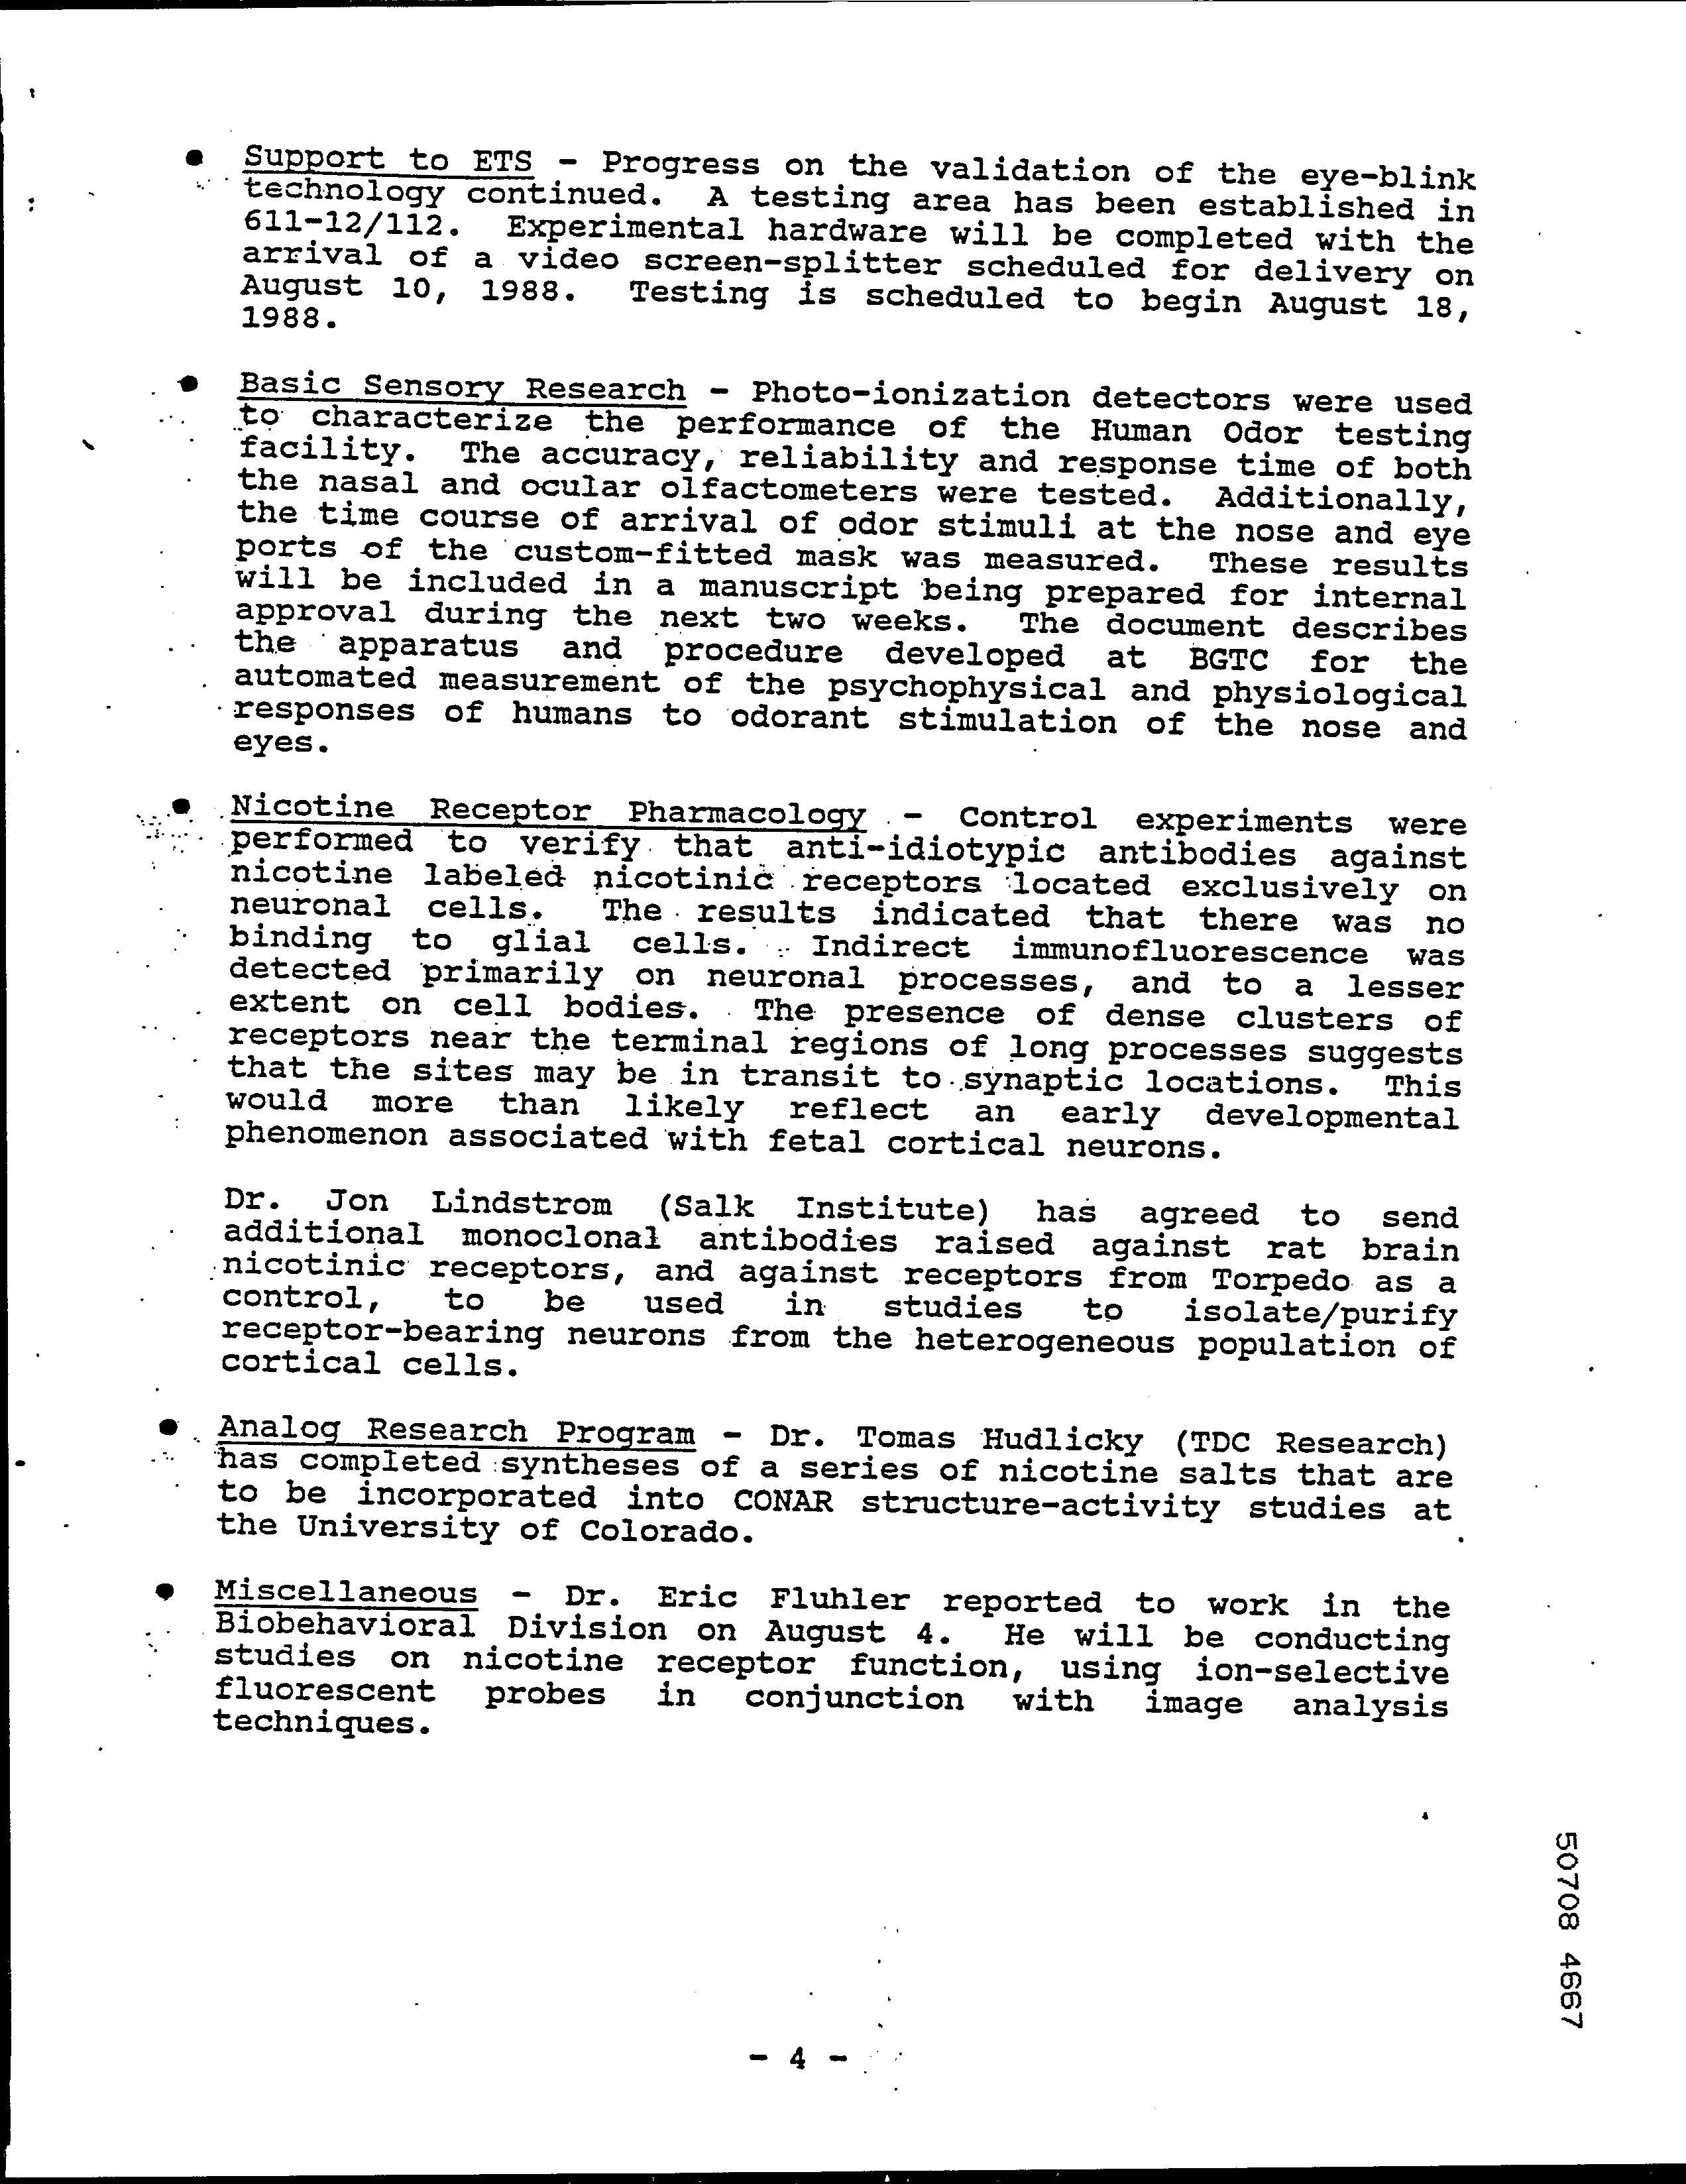 • Support to ETS - Progress on the validation of the eye-blink
technology continued. A testing area has been established in
611-12/112. Experimental hardware will be completed with the
arrival of a video screen-splitter scheduled for delivery on
August 10, 1988. Testing is scheduled to begin August 18,
1988.
• Basic Sensory Research - Photo-ionization detectors were used
to characterize the performance of the Human Odor testing
facility. The accuracy, reliability and response time of both
the nasal and ocular olfactometers were tested. Additionally,
the time course of arrival of odor stimuli at the nose and eye
ports of the custom-fitted mask was measured. These results
will be included in a manuscript being prepared for internal
approval during the next two weeks. The document describes
the apparatus and procedure developed at BGTC for the
automated measurement of the psychophysical and physiological
responses of humans to odorant stimulation of the nose and
eyes.
• Nicotine Receptor Pharmacology - Control experiments were
performed to verify that anti-idiotypic antibodies against
nicotine labeled nicotinic receptors located exclusively on
neuronal cells. The results indicated that there was no
binding to glial cells. Indirect immunofluorescence was
detected primarily on neuronal processes, and to a lesser
extent on cell bodies. The presence of dense clusters of
receptors near the terminal regions of long processes suggests
that the sites may be in transit to synaptic locations. This
would more than likely reflect an early developmental
phenomenon associated with fetal cortical neurons.
Dr. Jon Lindstrom (Salk Institute) has agreed to send
additional monoclonal antibodies raised against rat brain
nicotinic receptors, and against receptors from Torpedo as a
control, to be used in studies to isolate/purify
receptor-bearing neurons from the heterogeneous population of
cortical cells.
• Analog Research Program - Dr. Tomas Hudlicky (TDC Research)
has completed syntheses of a series of nicotine salts that are
to be incorporated into CONAR structure-activity studies at
the University of Colorado.
• Miscellaneous - Dr. Eric Fluhler reported to work in the
Biobehavioral Division on August 4. He will be conducting
studies on nicotine receptor function, using ion-selective
fluorescent probes in conjunction with image analysis
techniques.
50708 4667
- 4 -